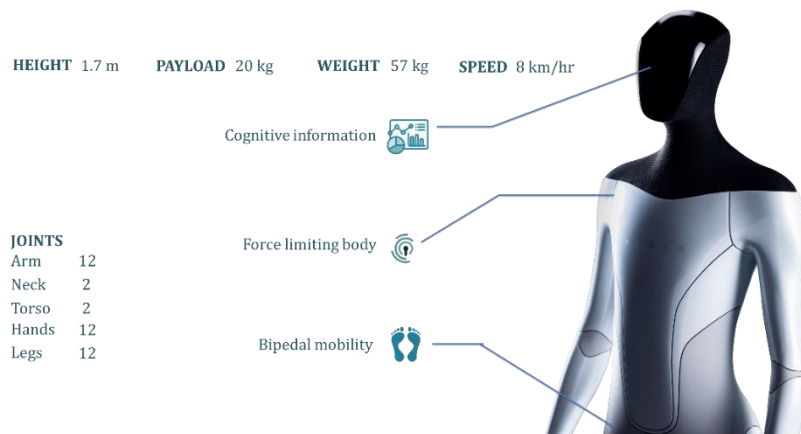 HEIGHT 1.7 m PAYLOAD 20 kg WEIGHT 57 kg SPEED 8 km/hr
Cognitive information
Force limiting body
TESLA
JOINTS
Arm 12
Neck 2
Torso 2
Hands 12
Legs 12
Bipedal mobility